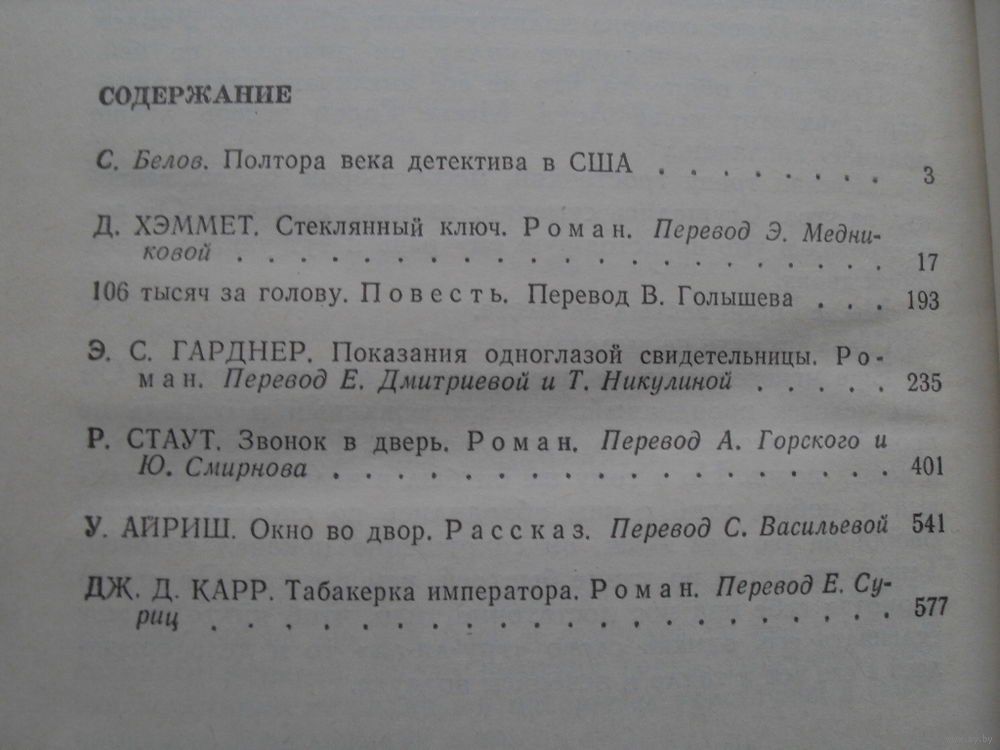 СОДЕРЖАНИЕ
С. Белов. Полтора века детектива в США . . . . . . . . 3
Д. ХЭММЕТ. Стеклянный ключ. Роман. Перевод Э. Медни-
ковой . . . . . . . . . . . . . . . . . . 17
106 тысяч за голову. Повесть. Перевод В. Голышева . . . 193
Э. С. ГАРДНЕР. Показания одноглазой свидетельницы. Ро-
ман. Перевод Е. Дмитриевой и Т. Никулиной . . . . . 235
Р. СТАУТ. Звонок в дверь. Роман. Перевод А. Горского и
Ю. Смирнова . . . . . . . . . . . . . . . 401
У. АЙРИШ. Окно во двор. Рассказ. Перевод С. Васильевой 541
ДЖ. Д. КАРР. Табакерка императора. Роман. Перевод Е. Су-
риц . . . . . . . . . . . . . . . . . . . 577